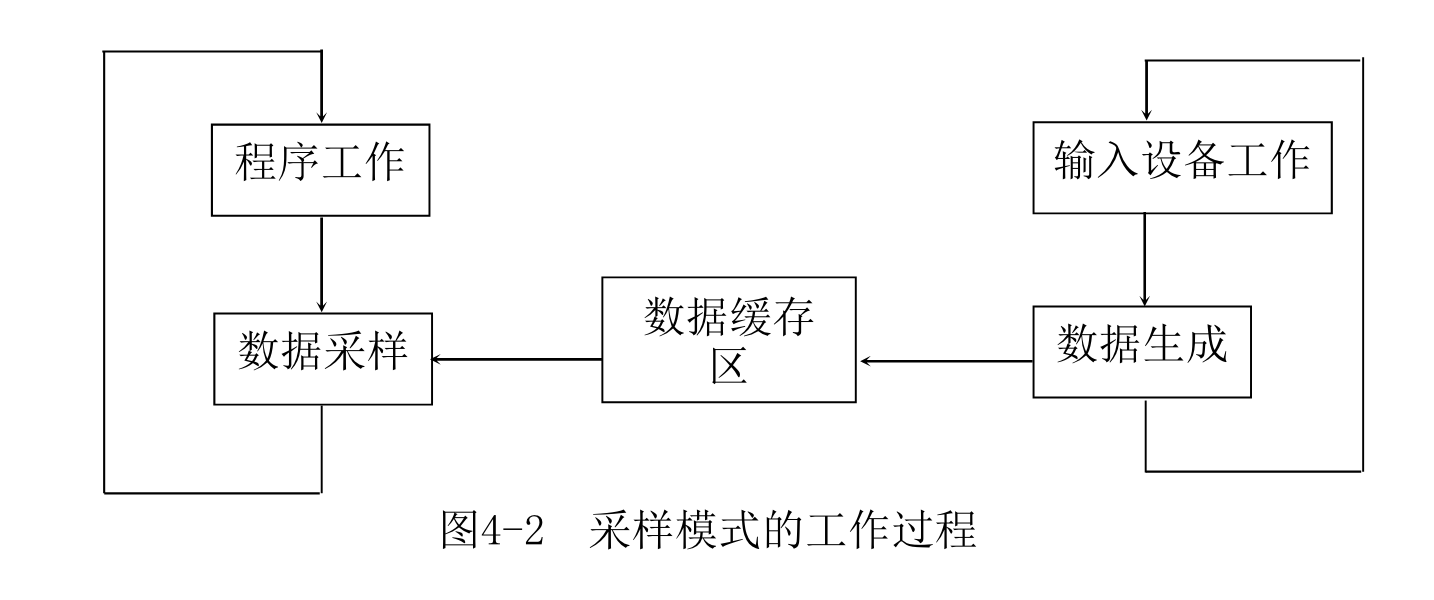 程序工作
输入设备工作
数据采样
数据缓存
区
数据生成
图4-2 采样模式的工作过程